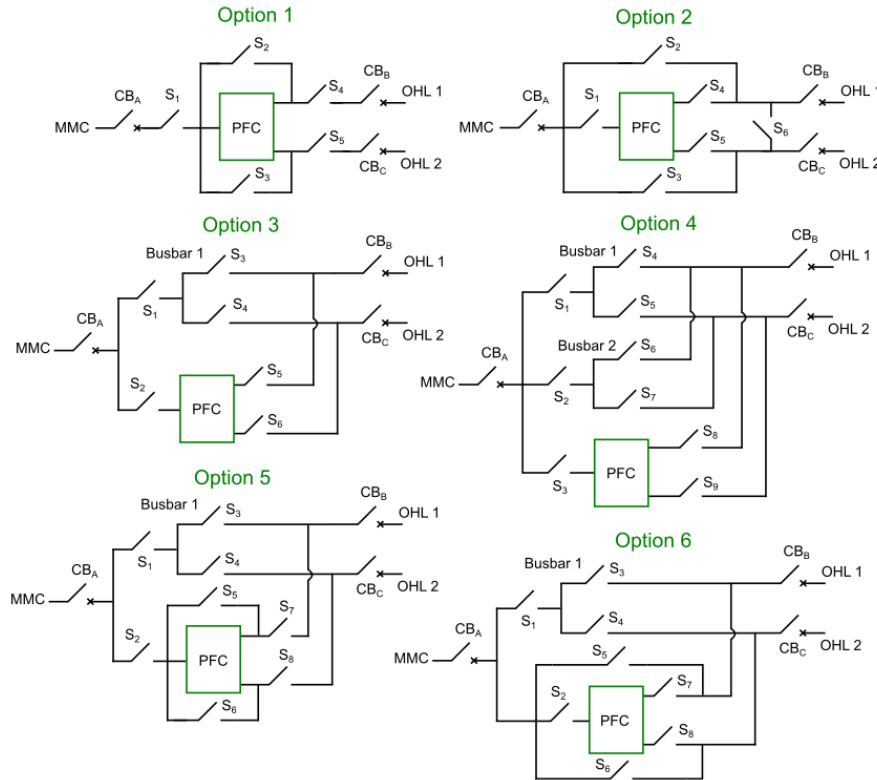 Option 1
S2
CBA
S1
S4
CBB
OHL 1
MMC
PFC
S5
CBC
OHL 2
S3
Option 2
S2
CBB
CBA
S1
S4
OHL 1
MMC
PFC
S6
S5
CBC
OHL 2
S3
Option 3
Busbar 1
S3
CBB
OHL 1
S1
S4
CBA
MMC
CBC
OHL 2
S2
S5
PFC
S6
Option 4
Busbar 1
S4
CBB
OHL 1
S1
S5
OHL 2
CBC
CBA
Busbar 2
S6
MMC
S2
S7
S8
S3
PFC
S9
Option 5
Busbar 1
S3
CBB
OHL 1
S1
S4
CBA
CBC
OHL 2
MMC
S5
S7
S2
PFC
S8
S6
Option 6
Busbar 1
S3
CBB
OHL 1
S1
S4
CBA
CBC
OHL 2
MMC
S5
S2
S7
PFC
S8
S6